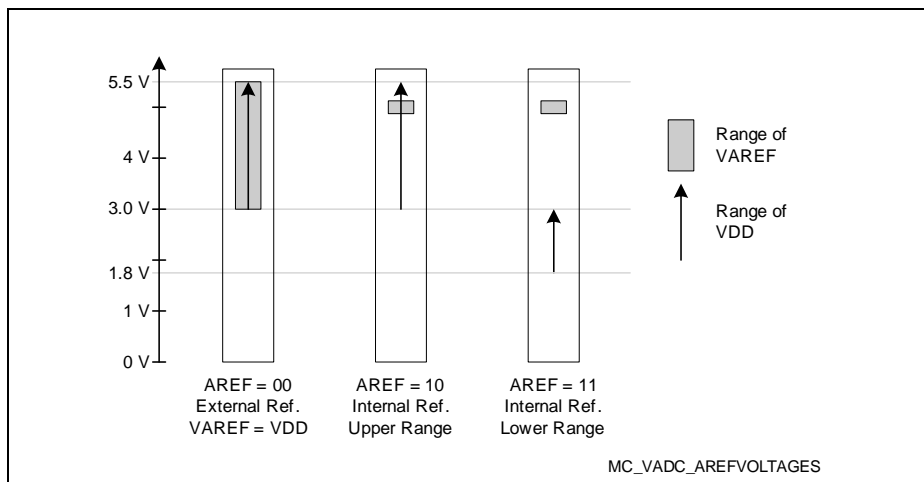 5.5 V
4 V
3.0 V
1.8 V
1 V
0 V
Range of
VAREF
Range of
VDD
AREF = 00
External Ref.
VAREF = VDD
AREF = 10
Internal Ref.
Upper Range
AREF = 11
Internal Ref.
Lower Range
MC_VADC_AREFVOLTAGES